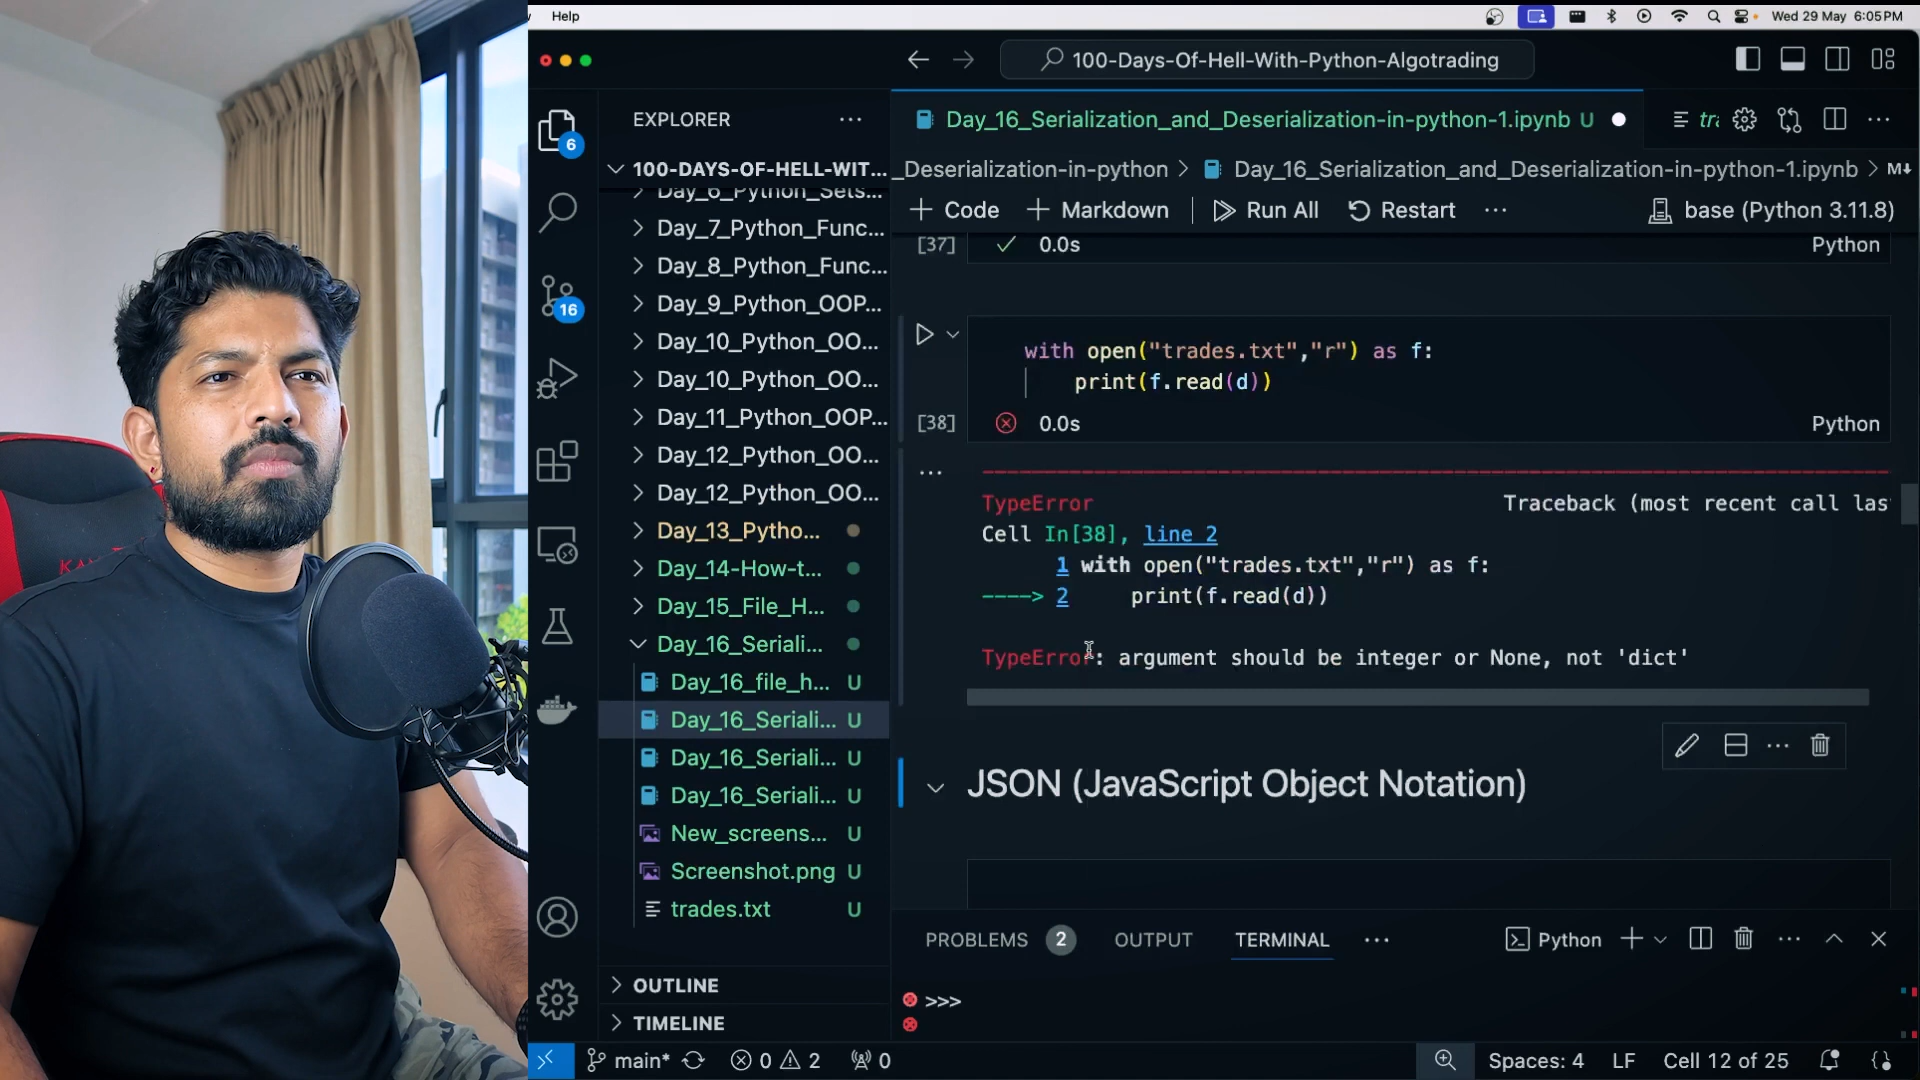 Help
Wed 29 May 6:05 PM
100-Days-Of-Hell-With-Python-Algotrading
6
EXPLORER
Day_16_Serialization_and_Deserialization-in-python-1.ipynb U
100-DAYS-OF-HELL-WIT...
_Deserialization-in-python > Day_16_Serialization_and_Deserialization-in-python-1.ipynb > M↓
Day_6_Python_Sets...
Code
Markdown
Run All
Restart
base (Python 3.11.8)
Day_7_Python_Func...
[37] 0.0s Python
Day_8_Python_Func...
Day_9_Python_OOP...
16
Day_10_Python_OO...
with open("trades.txt","r") as f:
Day_10_Python_OO...
print(f.read(d))
Day_11_Python_OOP...
[38] 0.0s Python
Day_12_Python_OO...
Day_12_Python_OO...
TypeError Traceback (most recent call las
Day_13_Pytho...
Cell In[38], line 2
Day_14-How-t...
1 with open("trades.txt","r") as f:
Day_15_File_H...
----> 2 print(f.read(d))
Day_16_Seriali...
TypeError: argument should be integer or None, not 'dict'
Day_16_file_h... U
Day_16_Seriali... U
Day_16_Seriali... U
JSON (JavaScript Object Notation)
Day_16_Seriali... U
New_screens... U
Screenshot.png U
trades.txt U
PROBLEMS 2 OUTPUT TERMINAL Python
OUTLINE
>>>
TIMELINE
main* 0 2 0 Spaces: 4 LF Cell 12 of 25